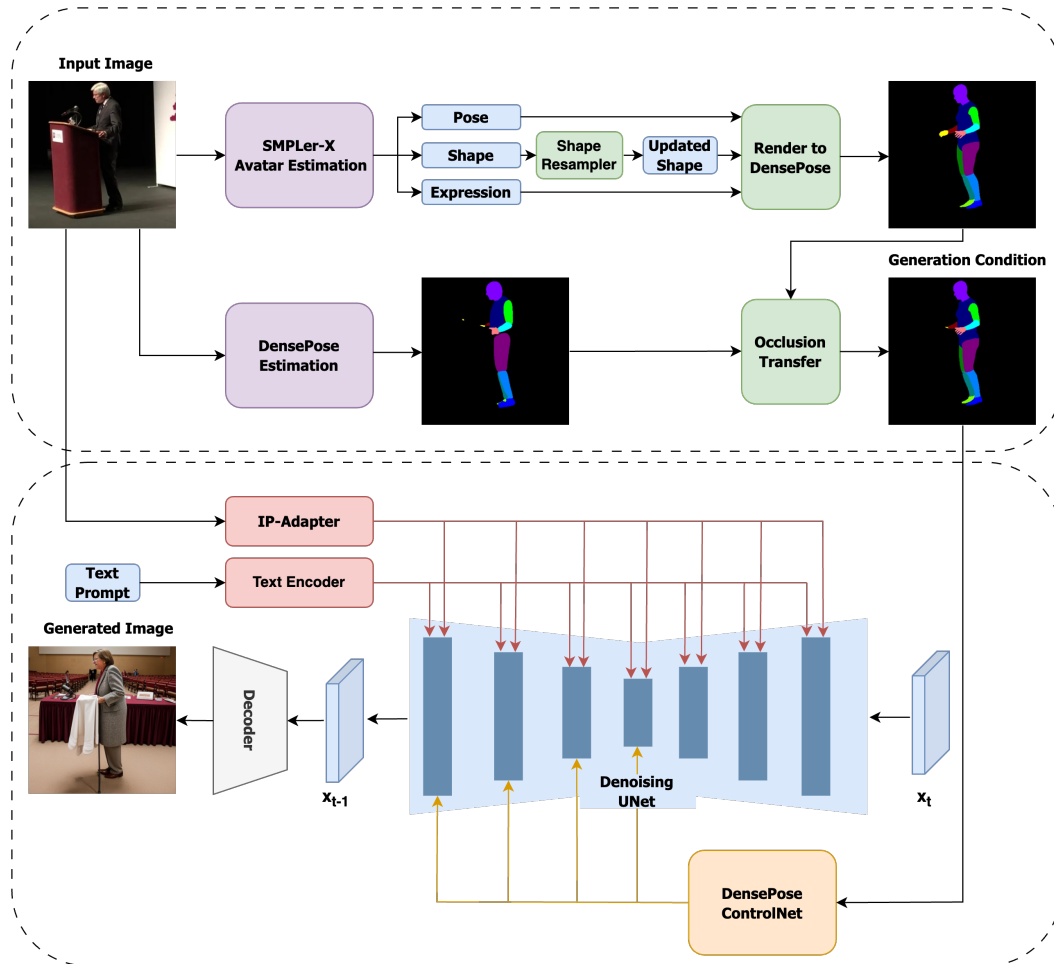 Input Image
SMPLer-X
Avatar Estimation
Pose
Shape
Expression
Shape
Resampler
Updated
Shape
Render to
DensePose
Generation Condition
DensePose
Estimation
Occlusion
Transfer
IP-Adapter
Text
Prompt
Text Encoder
Generated Image
Decoder
x_{t-1}
Denoising
UNet
x_t
DensePose
ControlNet